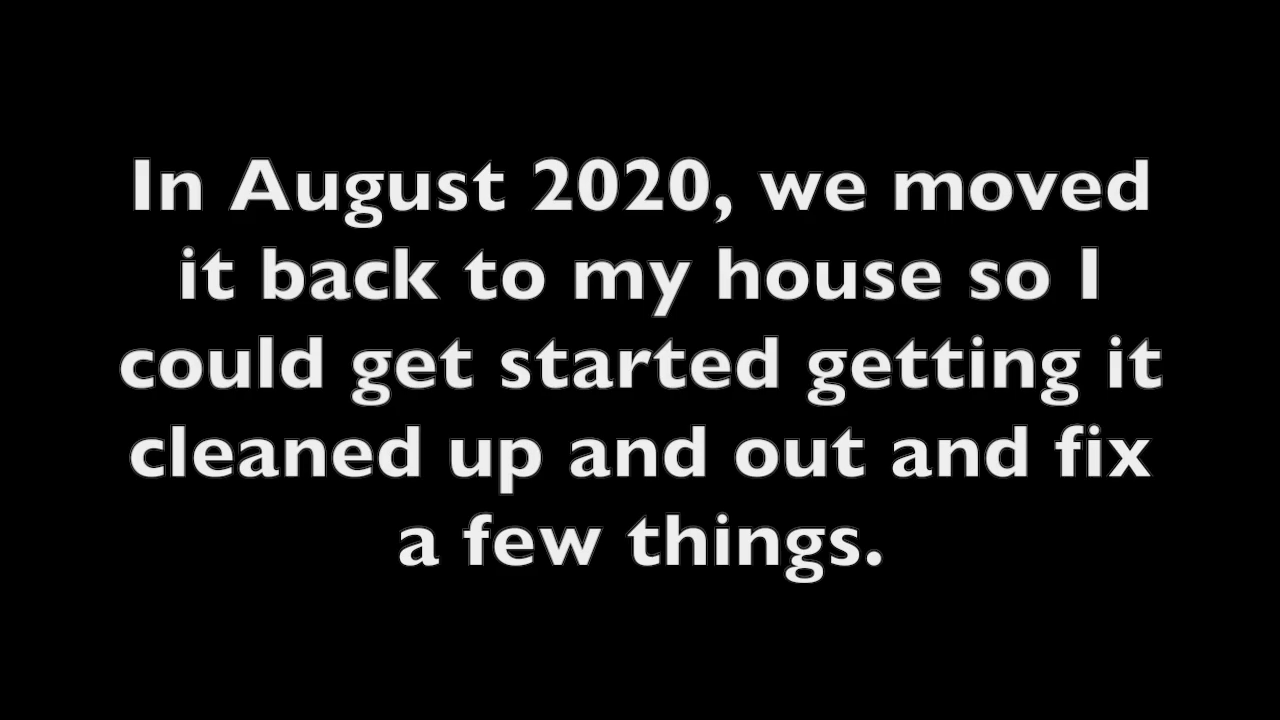 In August 2020, we moved
it back to my house so I
could get started getting it
cleaned up and out and fix
a few things.